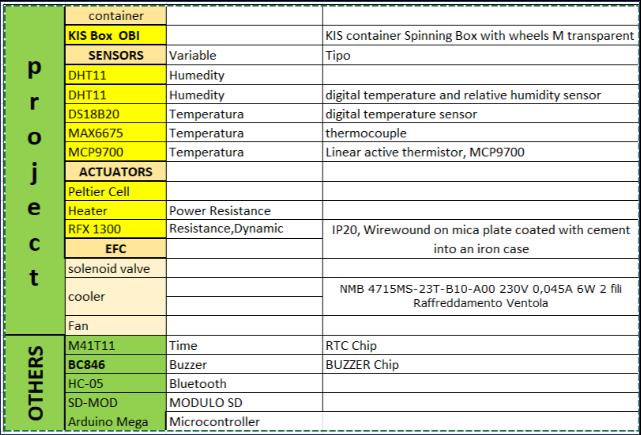 project
container
KIS Box OBI KIS container Spinning Box with wheels M transparent
SENSORS Variable Tipo
DHT11 Humedity
DHT11 Humedity digital temperature and relative humidity sensor
DS18B20 Temperatura digital temperature sensor
MAX6675 Temperatura thermocouple
MCP9700 Temperatura Linear active thermistor, MCP9700
ACTUATORS
Peltier Cell
Heater Power Resistance
RFX 1300 Resistance,Dynamic IP20, Wirewound on mica plate coated with cement
EFC into an iron case
solenoid valve
cooler NMB 4715MS-23T-B10-A00 230V 0,045A 6W 2 fili
Raffreddamento Ventola
Fan
OTHERS
M41T11 Time RTC Chip
BC846 Buzzer BUZZER Chip
HC-05 Bluetooth
SD-MOD MODULO SD
Arduino Mega Microcontroller